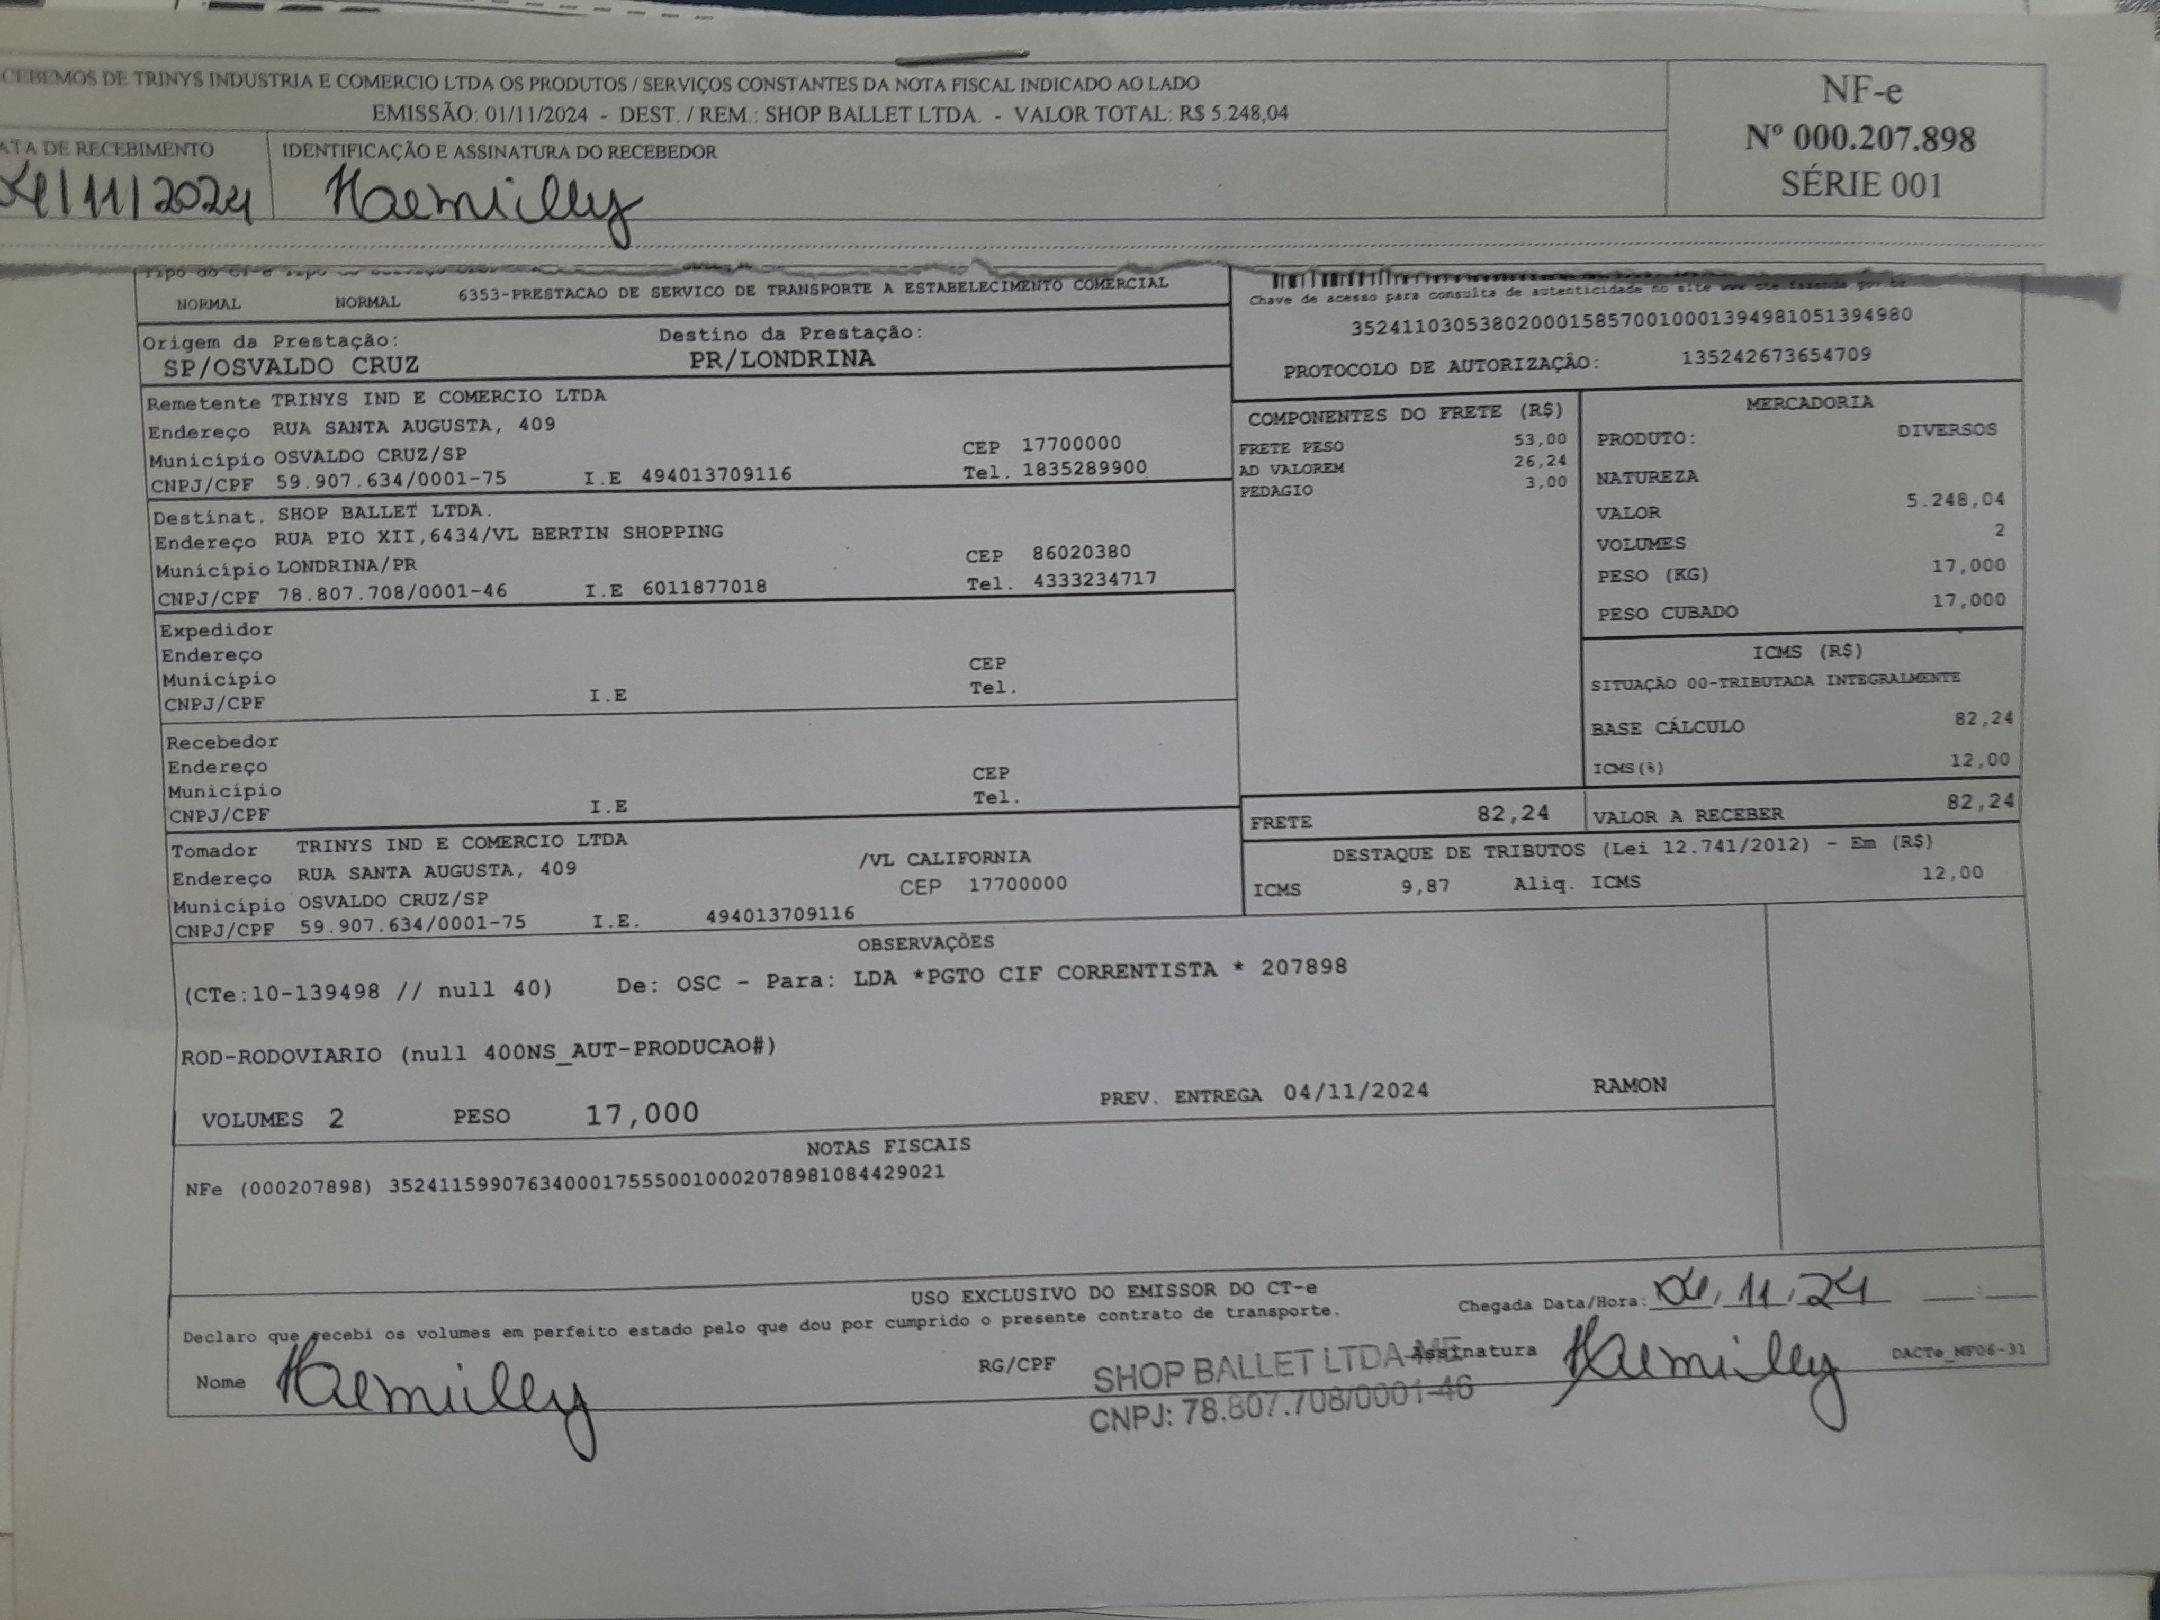 CEBEMOS DE TRINYS INDUSTRIA E COMERCIO LTDA OS PRODUTOS / SERVIÇOS CONSTANTES DA NOTA FISCAL INDICADO AO LADO
EMISSÃO: 01/11/2024 - DEST. / REM.: SHOP BALLET LTDA. - VALOR TOTAL: R$ 5.248,04
NF-e
Nº 000.207.898
SÉRIE 001
ATA DE RECEBIMENTO
IDENTIFICAÇÃO E ASSINATURA DO RECEBEDOR
/11/2024 Haemilly
NORMAL NORMAL 6353-PRESTACAO DE SERVICO DE TRANSPORTE A ESTABELECIMENTO COMERCIAL
Chave de acesso para consulta de autenticidade no site www.cte.fazenda.gov.br
35241103053802000158570010001394981051394980
PROTOCOLO DE AUTORIZAÇÃO: 135242673654709
Origem da Prestação: Destino da Prestação:
SP/OSVALDO CRUZ PR/LONDRINA
Remetente TRINYS IND E COMERCIO LTDA
Endereço RUA SANTA AUGUSTA, 409
Município OSVALDO CRUZ/SP CEP 17700000
CNPJ/CPF 59.907.634/0001-75 I.E 494013709116 Tel. 1835289900
Destinat. SHOP BALLET LTDA.
Endereço RUA PIO XII,6434/VL BERTIN SHOPPING
Município LONDRINA/PR CEP 86020380
CNPJ/CPF 78.807.708/0001-46 I.E 6011877018 Tel. 4333234717
Expedidor
Endereço
Município CEP
CNPJ/CPF I.E Tel.
Recebedor
Endereço
Município CEP
CNPJ/CPF I.E Tel.
Tomador TRINYS IND E COMERCIO LTDA
Endereço RUA SANTA AUGUSTA, 409 /VL CALIFORNIA
Município OSVALDO CRUZ/SP CEP 17700000
CNPJ/CPF 59.907.634/0001-75 I.E. 494013709116
COMPONENTES DO FRETE (R$)
FRETE PESO 53,00
AD VALOREM 26,24
PEDAGIO 3,00
MERCADORIA
PRODUTO: DIVERSOS
NATUREZA
VALOR 5.248,04
VOLUMES 2
PESO (KG) 17,000
PESO CUBADO 17,000
ICMS (R$)
SITUAÇÃO 00-TRIBUTADA INTEGRALMENTE
BASE CÁLCULO 82,24
ICMS(%) 12,00
FRETE 82,24 VALOR A RECEBER 82,24
DESTAQUE DE TRIBUTOS (Lei 12.741/2012) - Em (R$)
ICMS 9,87 Aliq. ICMS 12,00
OBSERVAÇÕES
(CTe:10-139498 // null 40) De: OSC - Para: LDA *PGTO CIF CORRENTISTA * 207898
ROD-RODOVIARIO (null 400NS_AUT-PRODUCAO#)
VOLUMES 2 PESO 17,000 PREV. ENTREGA 04/11/2024 RAMON
NOTAS FISCAIS
NFe (000207898) 35241159907634000175550010002078981084429021
USO EXCLUSIVO DO EMISSOR DO CT-e
Declaro que recebi os volumes em perfeito estado pelo que dou por cumprido o presente contrato de transporte.
Chegada Data/Hora: 04.11.24
Nome Haemilly RG/CPF Assinatura Haemilly DACTe_MF06-31
SHOP BALLET LTDA-ME
CNPJ: 78.807.708/0001-46